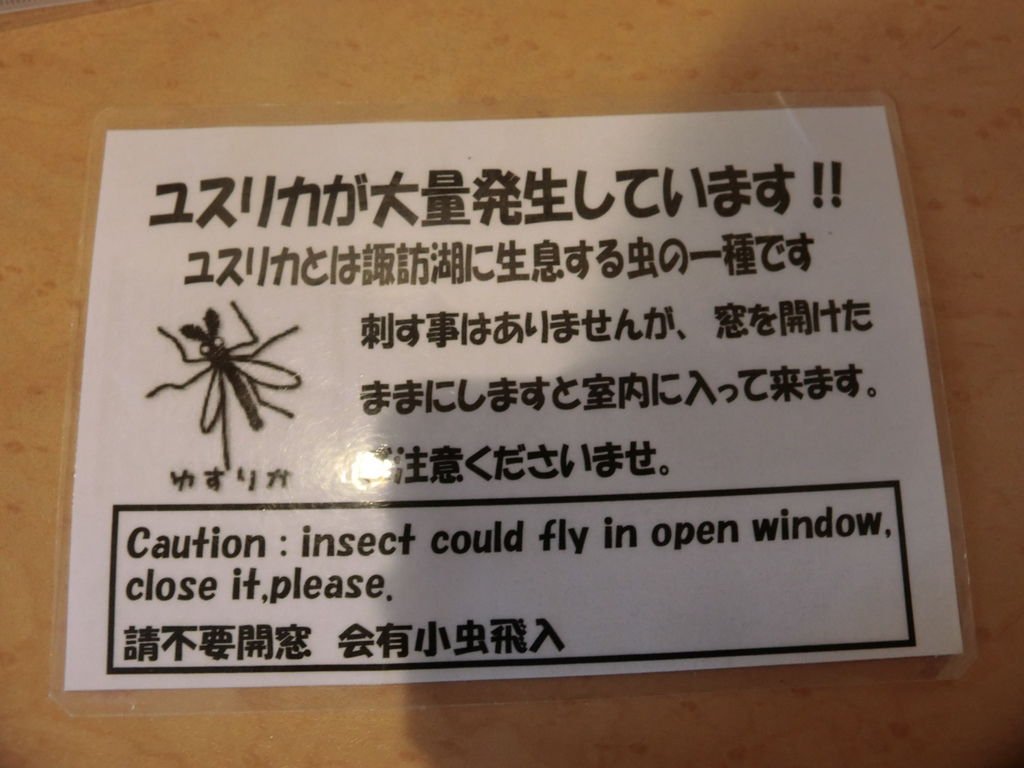 ユスリカが大量発生しています!!
ユスリカとは諏訪湖に生息する虫の一種です
刺す事はありませんが、窓を開けた
ままにしますと室内に入って来ます。
ご注意くださいませ。
ゆすりか
Caution : insect could fly in open window,
close it,please.
請不要開窓 会有小虫飛入